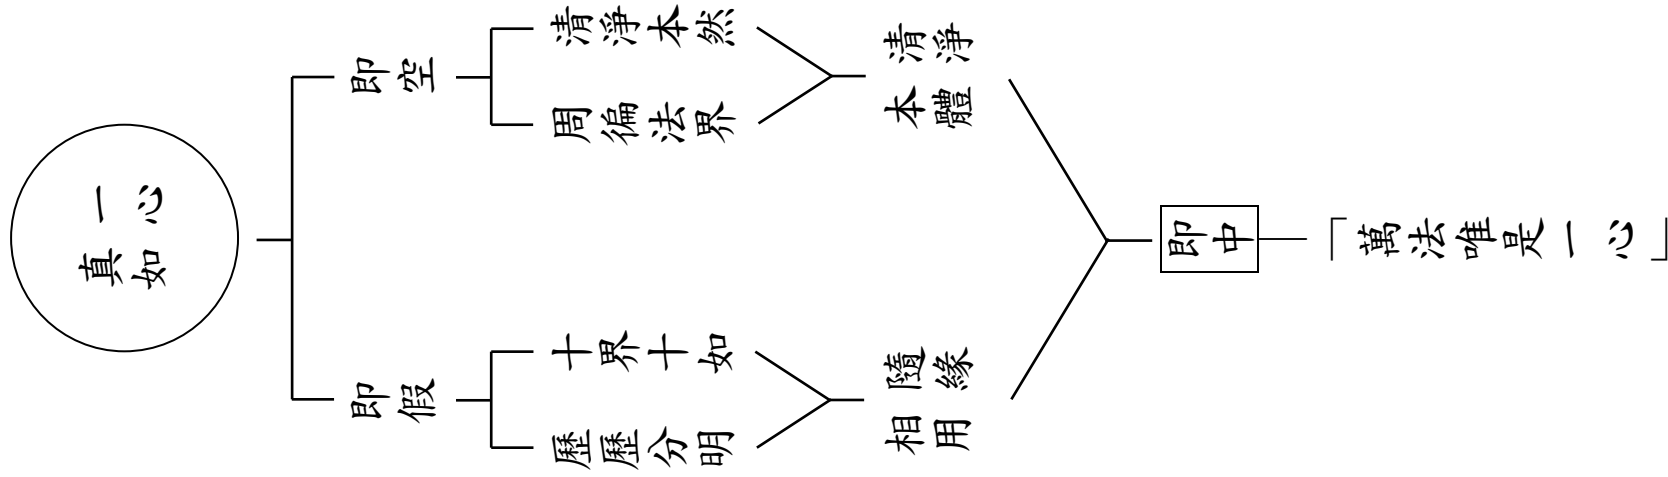 一心
真如
即空
即假
清淨本然
周徧法界
十界十如
歷歷分明
清淨
本體
隨緣
相用
即中
「萬法唯是一心」